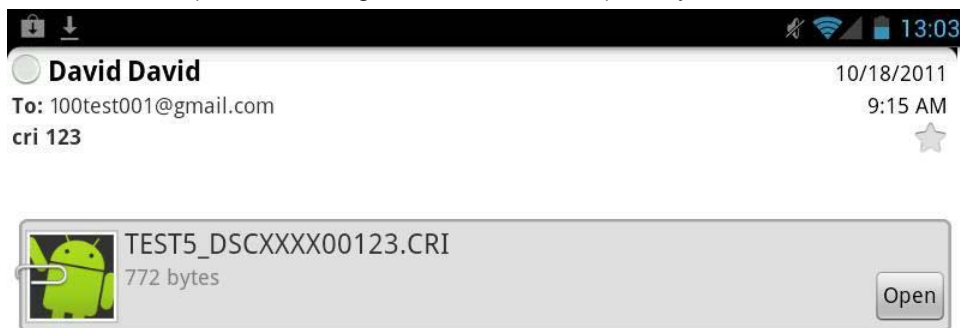 13:03
David David 10/18/2011
To: 100test001@gmail.com 9:15 AM
cri 123
TEST5_DSCXXXX00123.CRI
772 bytes
Open